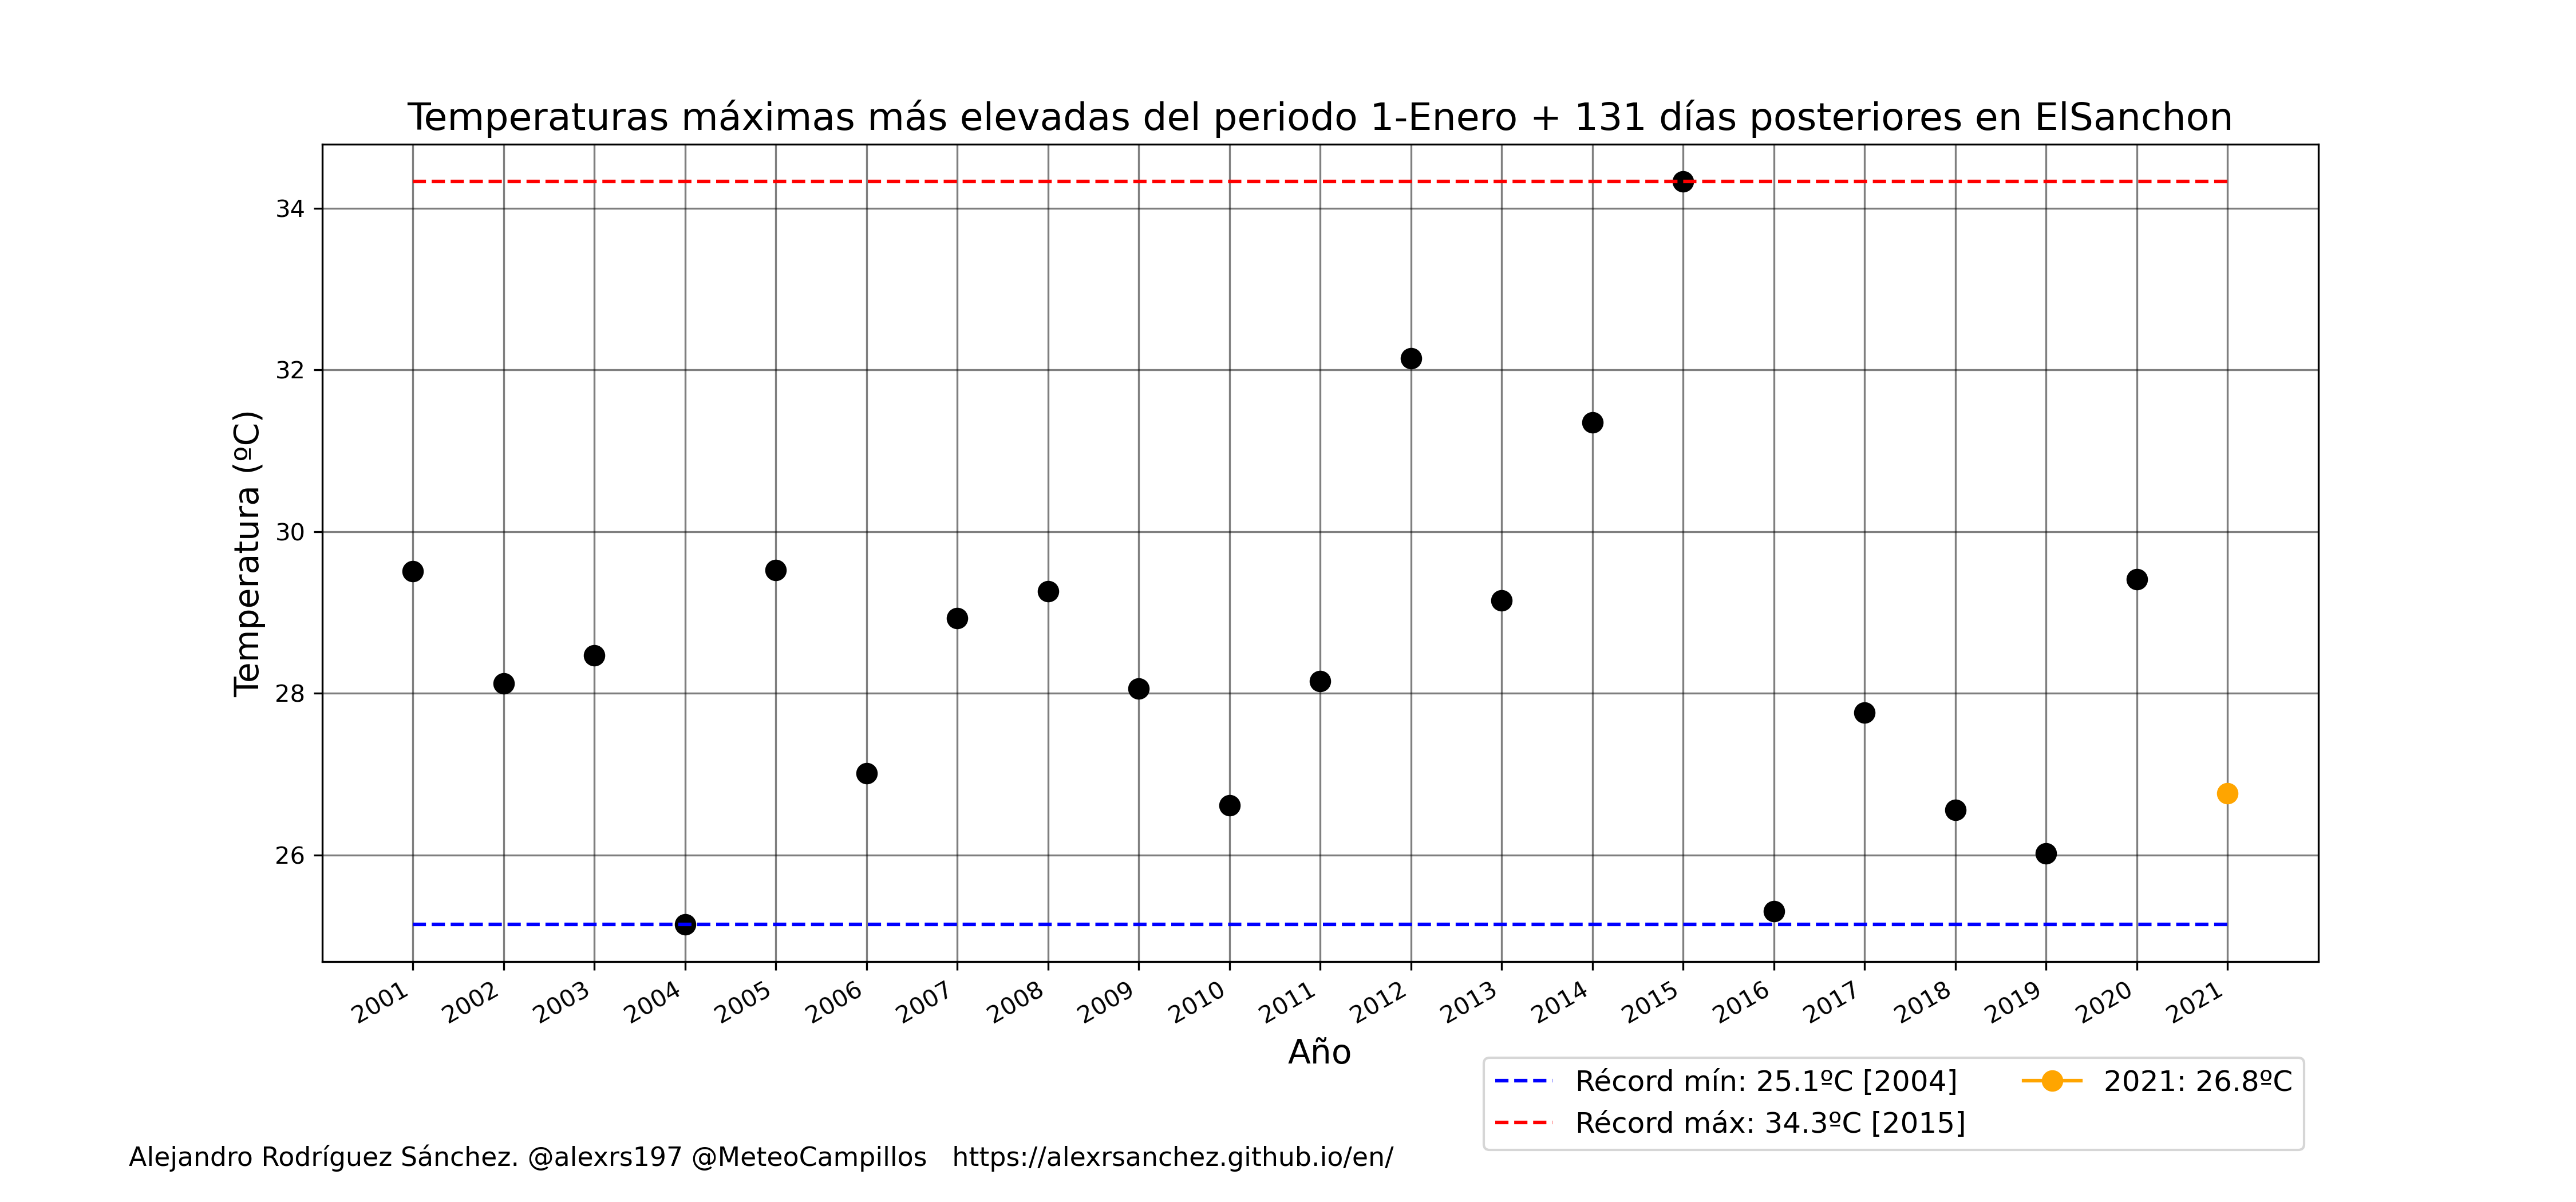 Temperaturas máximas más elevadas del periodo 1-Enero + 131 días posteriores en ElSanchon
Temperatura (ºC)
34
32
30
28
26
2001 2002 2003 2004 2005 2006 2007 2008 2009 2010 2011 2012 2013 2014 2015 2016 2017 2018 2019 2020 2021
Año
Récord mín: 25.1ºC [2004]
Récord máx: 34.3ºC [2015]
2021: 26.8ºC
Alejandro Rodríguez Sánchez. @alexrs197 @MeteoCampillos https://alexrsanchez.github.io/en/